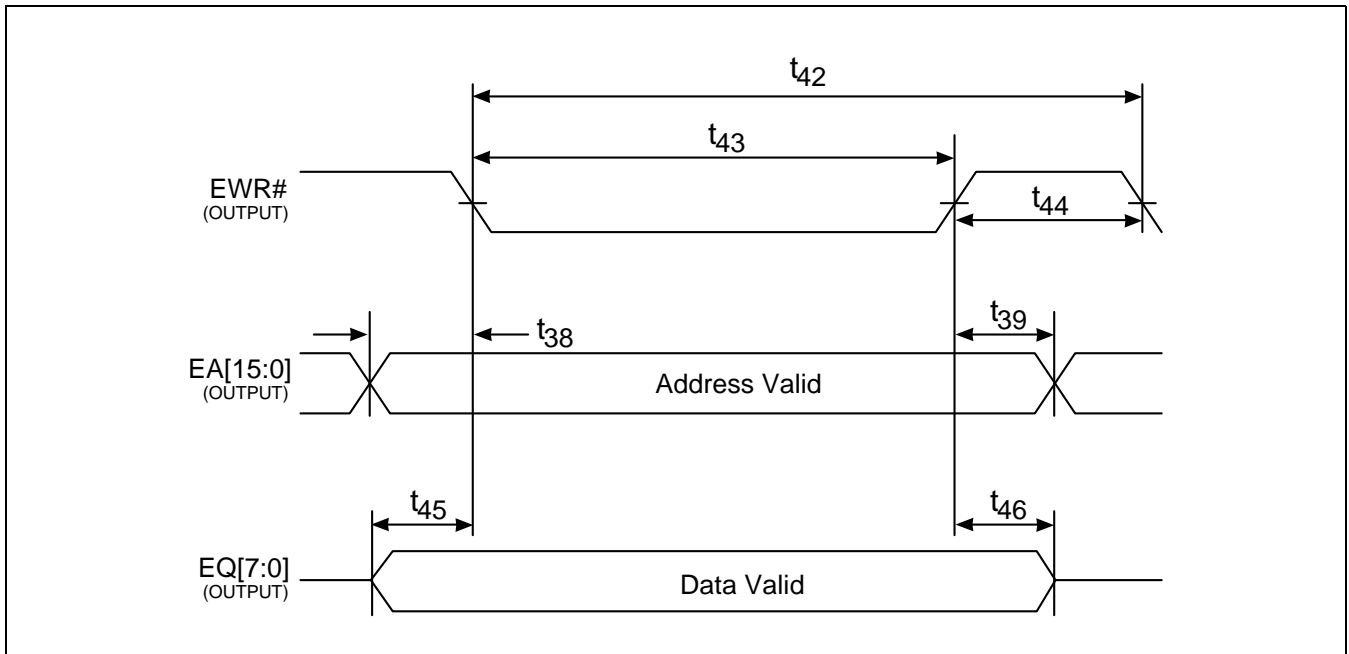 t42
t43
EWR#
(OUTPUT)
t44
t38
t39
EA[15:0]
(OUTPUT)
Address Valid
t45
t46
EQ[7:0]
(OUTPUT)
Data Valid